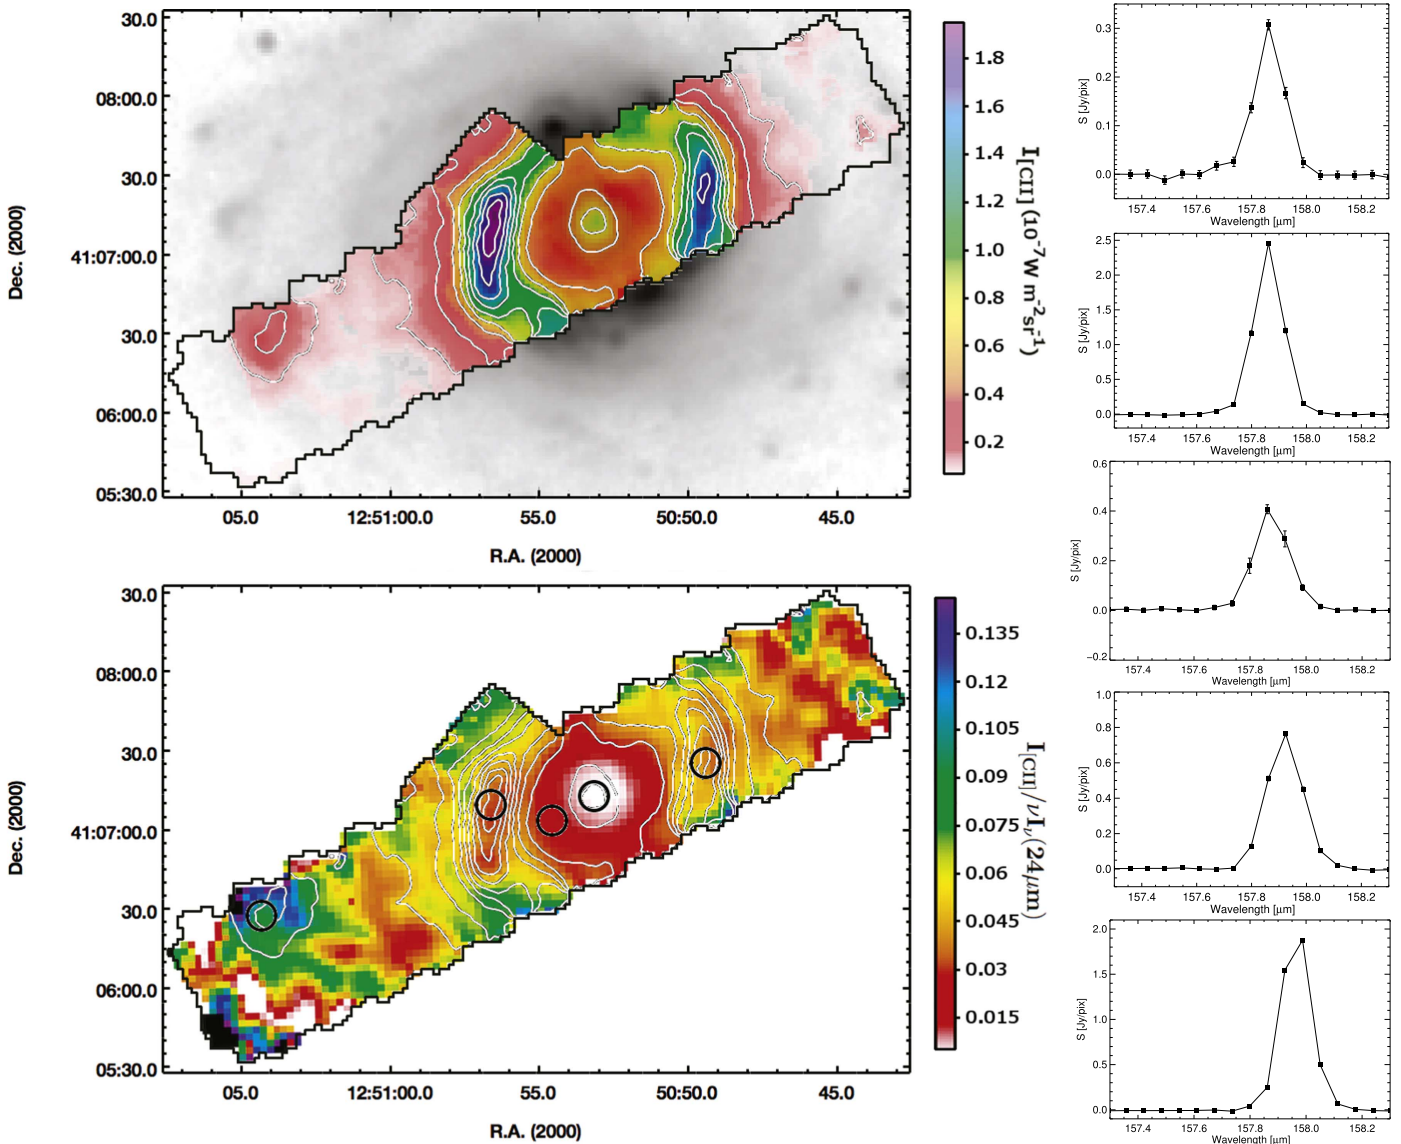 30.0
08:00.0
30.0
41:07:00.0
30.0
06:00.0
05:30.0
Dec. (2000)
05.0 12:51:00.0 55.0 50:50.0 45.0
R.A. (2000)
1.8
1.6
1.4
1.2
1.0
0.8
0.6
0.4
0.2
I[CII] (10-7W m-2sr-1)
30.0
08:00.0
30.0
41:07:00.0
30.0
06:00.0
05:30.0
Dec. (2000)
05.0 12:51:00.0 55.0 50:50.0 45.0
R.A. (2000)
0.135
0.12
0.105
0.09
0.075
0.06
0.045
0.03
0.015
I[CII]/νIν(24μm)
0.3
0.2
0.1
0.0
S [Jy/pix]
157.4 157.6 157.8 158.0 158.2
Wavelength [μm]
2.5
2.0
1.5
1.0
0.5
0.0
S [Jy/pix]
157.4 157.6 157.8 158.0 158.2
Wavelength [μm]
0.6
0.4
0.2
0.0
−0.2
S [Jy/pix]
157.4 157.6 157.8 158.0 158.2
Wavelength [μm]
1.0
0.8
0.6
0.4
0.2
0.0
S [Jy/pix]
157.4 157.6 157.8 158.0 158.2
Wavelength [μm]
2.0
1.5
1.0
0.5
0.0
S [Jy/pix]
157.4 157.6 157.8 158.0 158.2
Wavelength [μm]